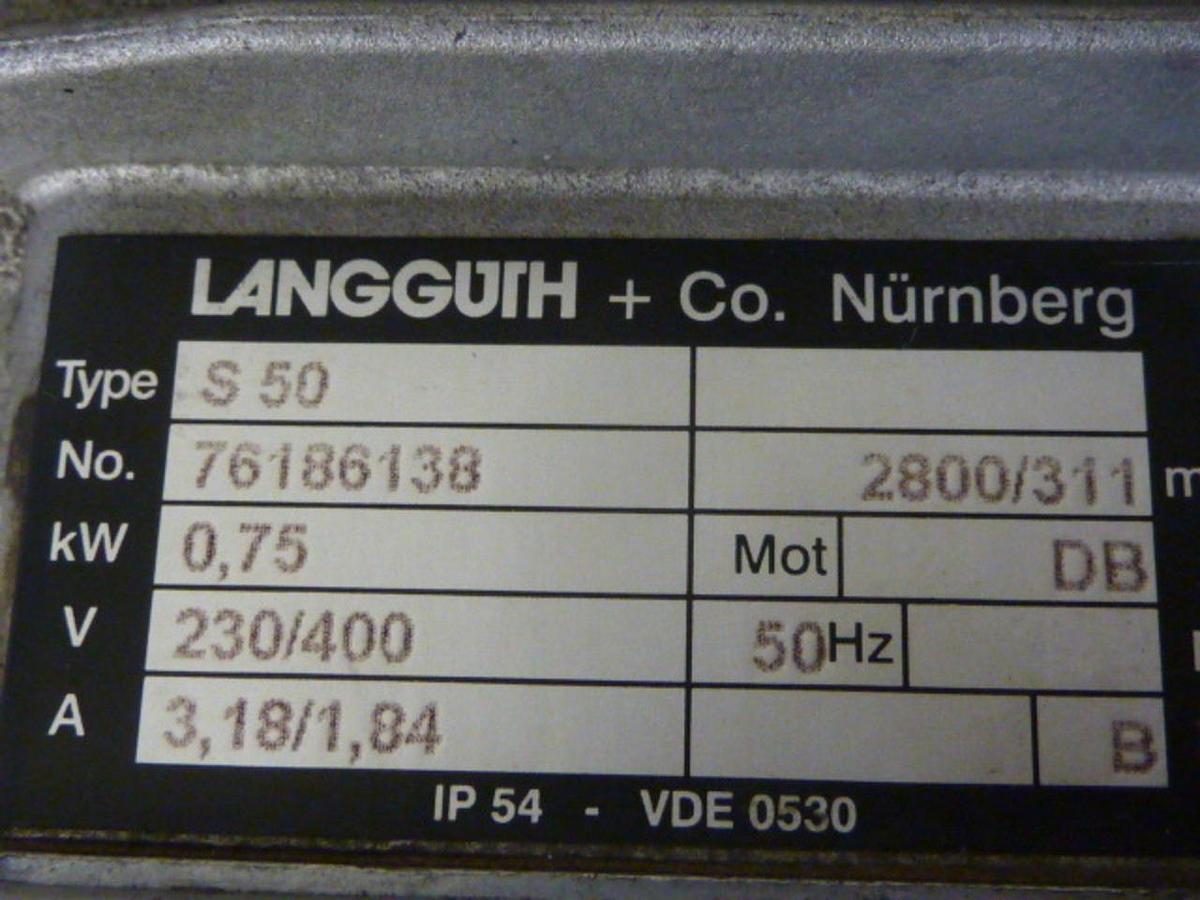 LANGGUTH + Co. Nürnberg
Type S 50
No. 76186138 2800/311 m
kW 0,75 Mot DB
V 230/400 50Hz
A 3,18/1,84 B
IP 54 - VDE 0530